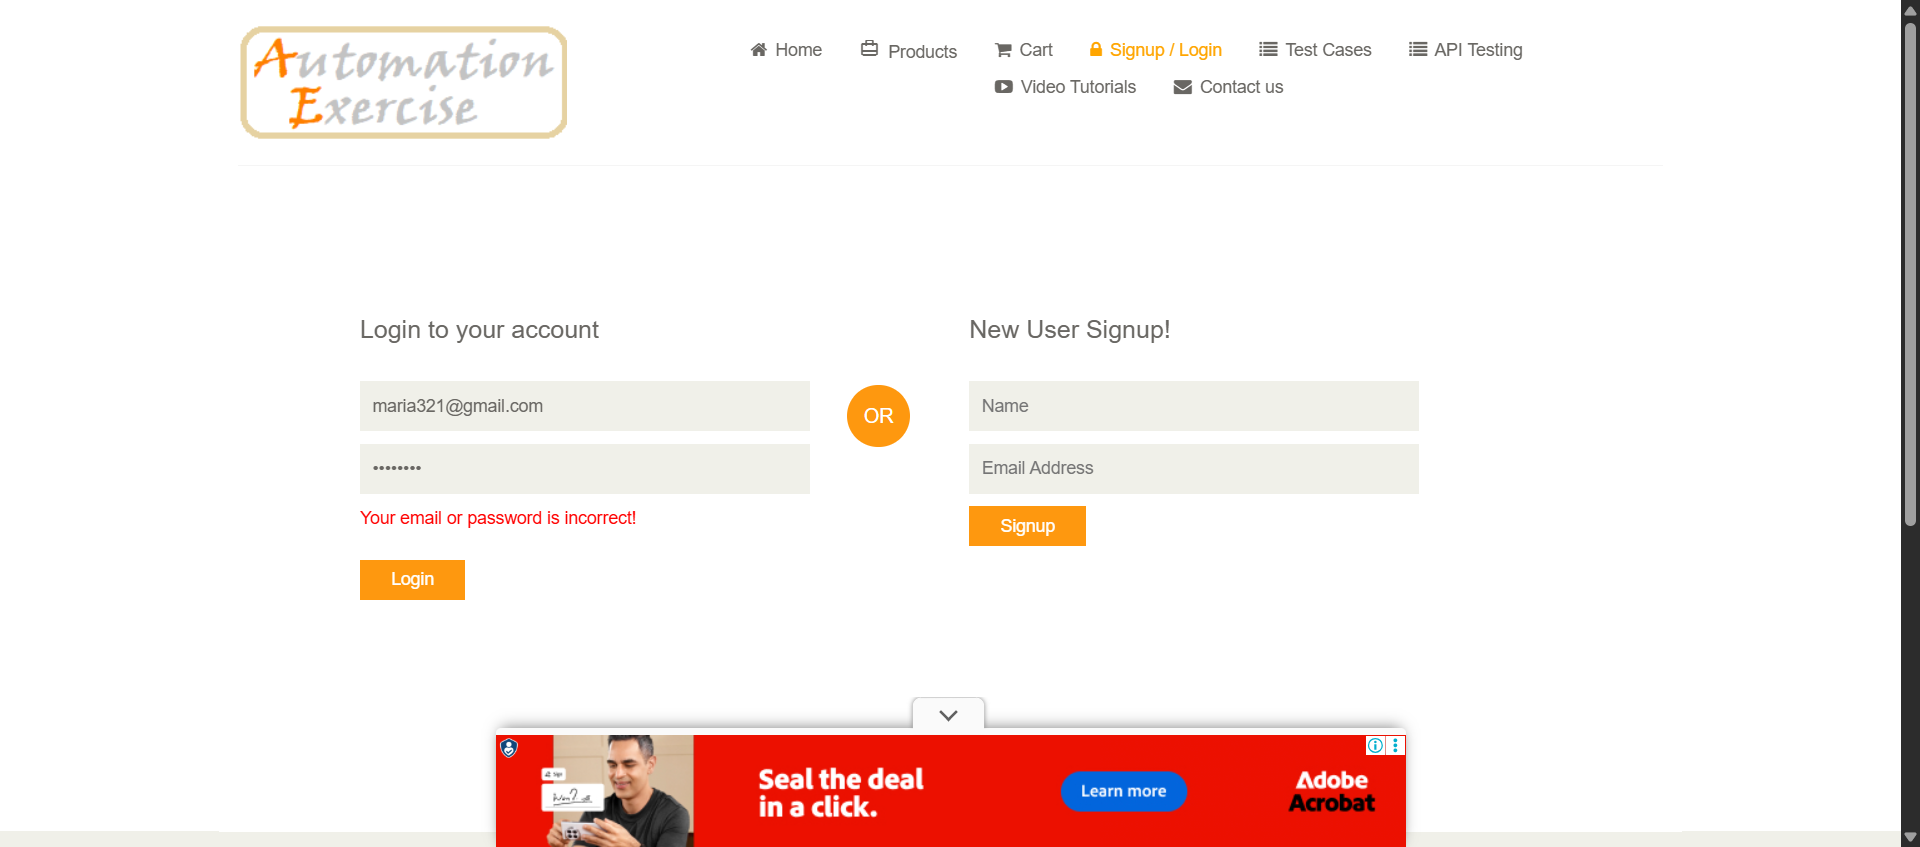 Automation
Exercise
Home
Products
Cart
Signup / Login
Test Cases
API Testing
Video Tutorials
Contact us
Login to your account
maria321@gmail.com
••••••••
Your email or password is incorrect!
Login
OR
New User Signup!
Name
Email Address
Signup
Sign
Seal the deal
in a click.
Learn more
Adobe
Acrobat